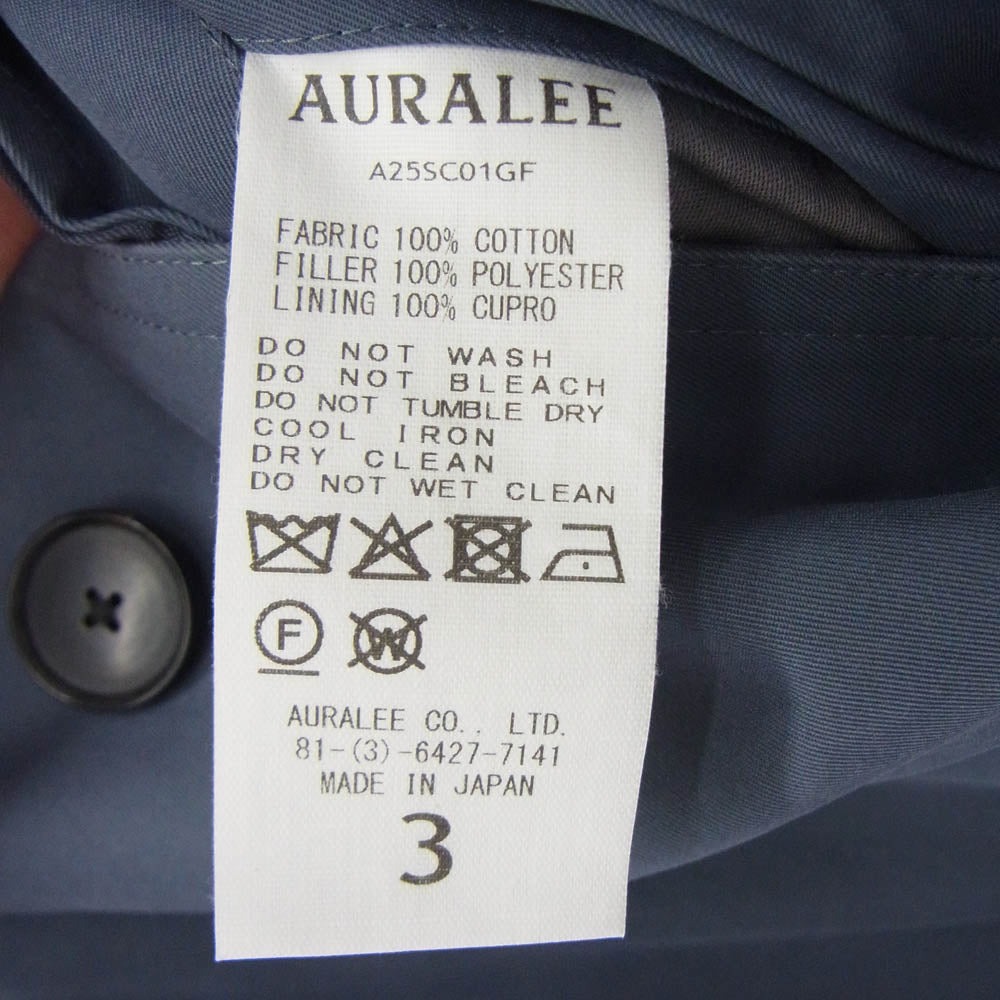 AURALEE
A25SC01GF
FABRIC 100% COTTON
FILLER 100% POLYESTER
LINING 100% CUPRO
DO NOT WASH
DO NOT BLEACH
DO NOT TUMBLE DRY
COOL IRON
DRY CLEAN
DO NOT WET CLEAN
F W
AURALEE CO., LTD.
81-(3)-6427-7141
MADE IN JAPAN
3